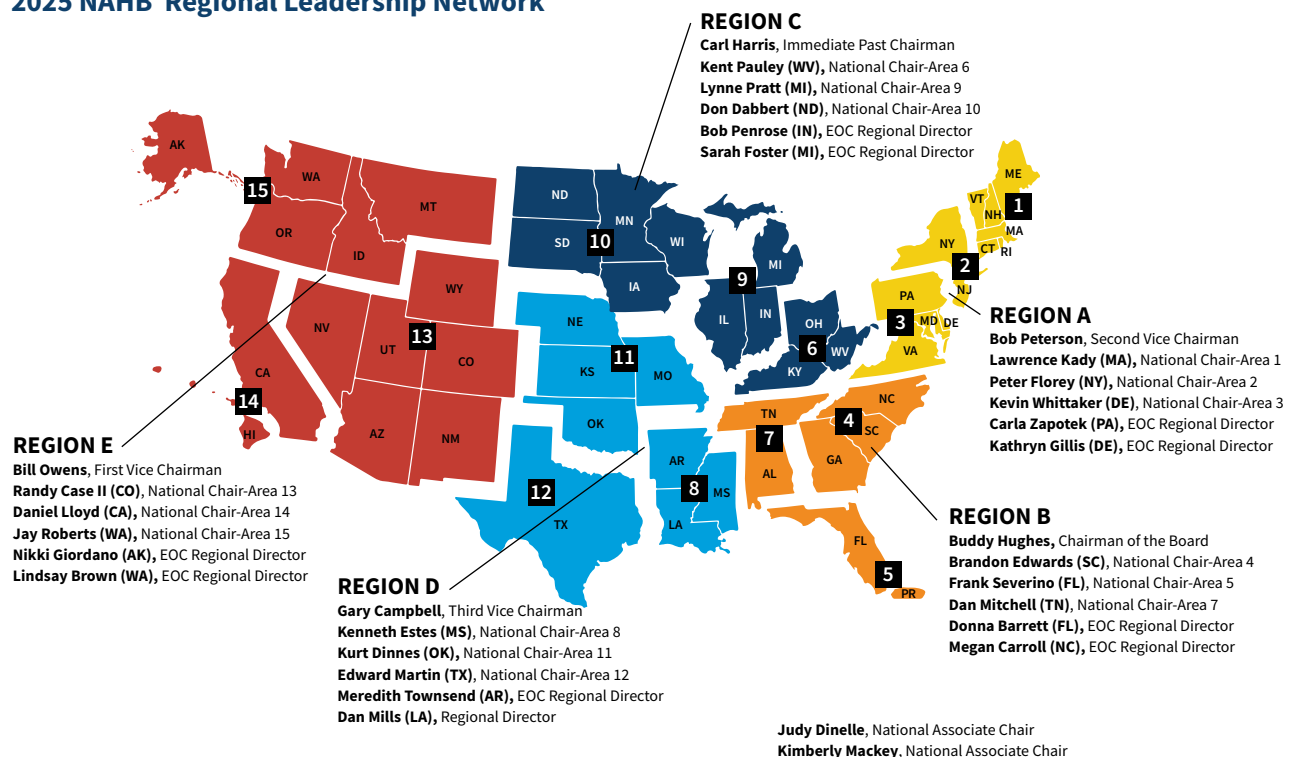 2025 NAHB Regional Leadership Network
REGION C
Carl Harris, Immediate Past Chairman
Kent Pauley (WV), National Chair-Area 6
Lynne Pratt (MI), National Chair-Area 9
Don Dabbert (ND), National Chair-Area 10
Bob Penrose (IN), EOC Regional Director
Sarah Foster (MI), EOC Regional Director
AK
15
WA
MT
OR
ID
WY
NV
UT
13
CO
CA
14
HI
AZ
NM
ND
MN
SD
10
WI
IA
MI
9
IL
IN
OH
6
WV
KY
NE
11
KS
MO
OK
12
TX
AR
8
MS
LA
ME
VT
NH
1
MA
NY
CT
RI
2
NJ
PA
3
MD
DE
VA
NC
TN
4
SC
7
GA
AL
FL
5
PR
REGION A
Bob Peterson, Second Vice Chairman
Lawrence Kady (MA), National Chair-Area 1
Peter Florey (NY), National Chair-Area 2
Kevin Whittaker (DE), National Chair-Area 3
Carla Zapotek (PA), EOC Regional Director
Kathryn Gillis (DE), EOC Regional Director
REGION E
Bill Owens, First Vice Chairman
Randy Case II (CO), National Chair-Area 13
Daniel Lloyd (CA), National Chair-Area 14
Jay Roberts (WA), National Chair-Area 15
Nikki Giordano (AK), EOC Regional Director
Lindsay Brown (WA), EOC Regional Director
REGION B
Buddy Hughes, Chairman of the Board
Brandon Edwards (SC), National Chair-Area 4
Frank Severino (FL), National Chair-Area 5
Dan Mitchell (TN), National Chair-Area 7
Donna Barrett (FL), EOC Regional Director
Megan Carroll (NC), EOC Regional Director
REGION D
Gary Campbell, Third Vice Chairman
Kenneth Estes (MS), National Chair-Area 8
Kurt Dinnes (OK), National Chair-Area 11
Edward Martin (TX), National Chair-Area 12
Meredith Townsend (AR), EOC Regional Director
Dan Mills (LA), Regional Director
Judy Dinelle, National Associate Chair
Kimberly Mackey, National Associate Chair